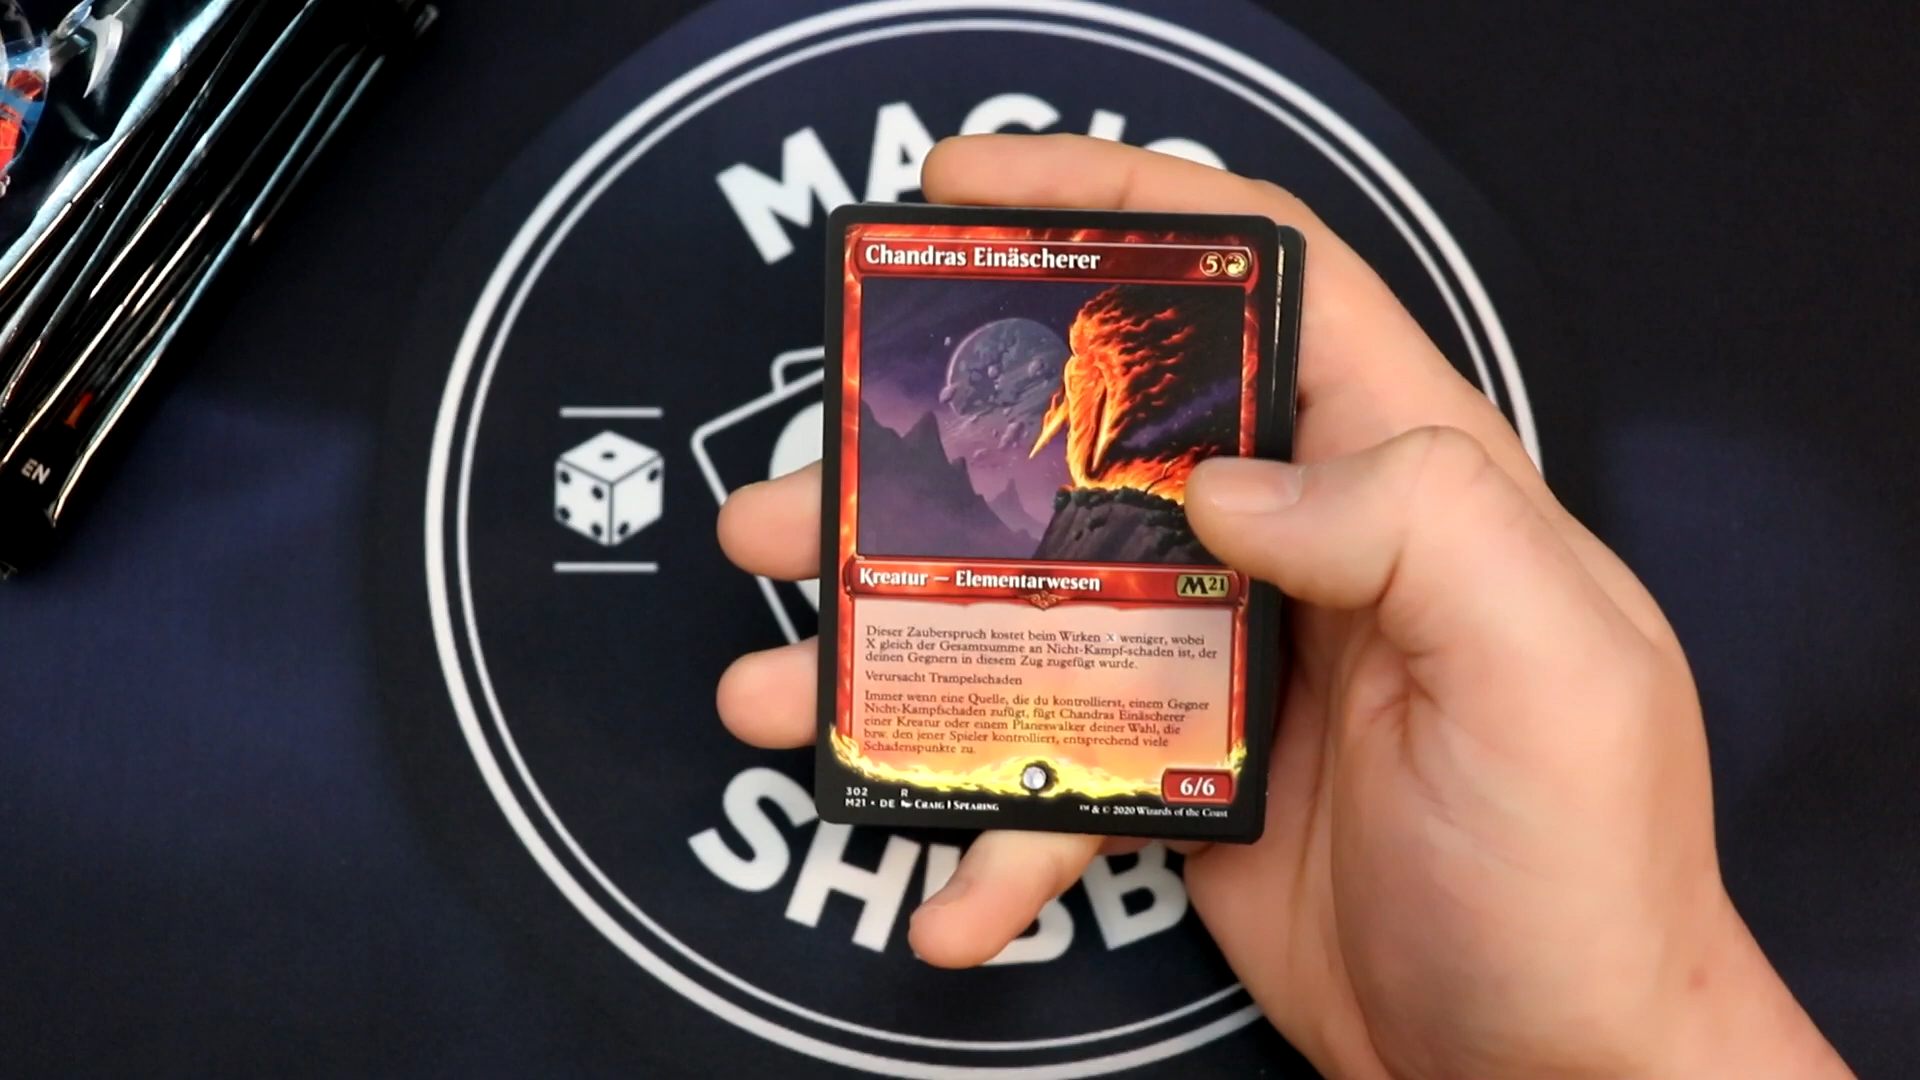 MAGIC
Chandras Einäscherer
5
Kreatur — Elementarwesen
M21
Dieser Zauberspruch kostet beim Wirken X weniger, wobei
X gleich der Gesamtsumme an Nicht-Kampf-schaden ist, der
deinen Gegnern in diesem Zug zugefügt wurde.
Verursacht Trampelschaden
Immer wenn eine Quelle, die du kontrollierst, einem Gegner
Nicht-Kampfschaden zufügt, fügt Chandras Einäscherer
einer Kreatur oder einem Planeswalker deiner Wahl, die
bzw. den jener Spieler kontrolliert, entsprechend viele
Schadenspunkte zu.
6/6
302 R
M21 • DE CRAIG J SPEARING
™ & © 2020 Wizards of the Coast
EN